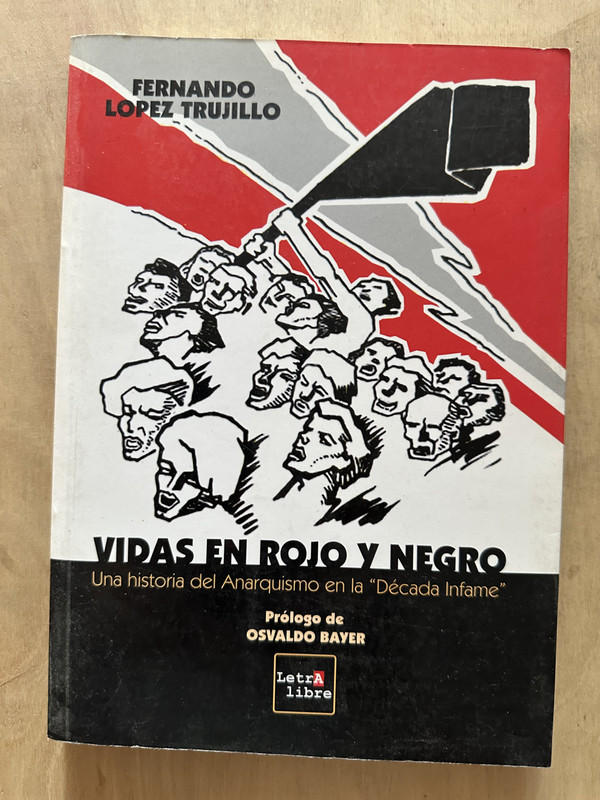 FERNANDO
LOPEZ TRUJILLO
VIDAS EN ROJO Y NEGRO
Una historia del Anarquismo en la “Década Infame”
Prólogo de
OSVALDO BAYER
LetrA
libre